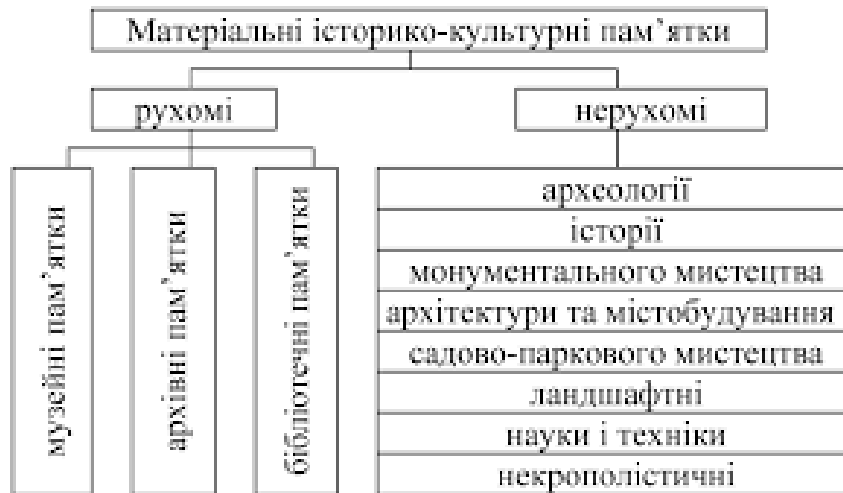 Матеріальні історико-культурні пам’ятки
рухомі
нерухомі
музейні пам’ятки
архівні пам’ятки
бібліотечні пам’ятки
археології
історії
монументального мистецтва
архітектури та містобудування
садово-паркового мистецтва
ландшафтні
науки і техніки
некрополістичні